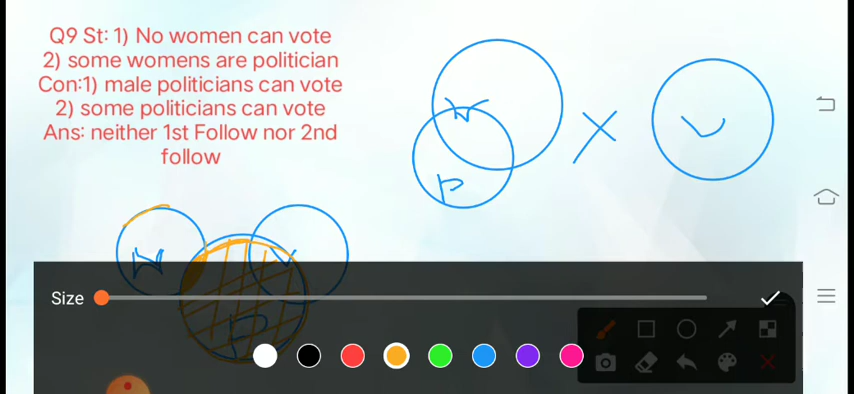 Q9 St: 1) No women can vote
2) some womens are politician
Con:1) male politicians can vote
2) some politicians can vote
Ans: neither 1st Follow nor 2nd
follow
W
V
P
W
V
P
Size